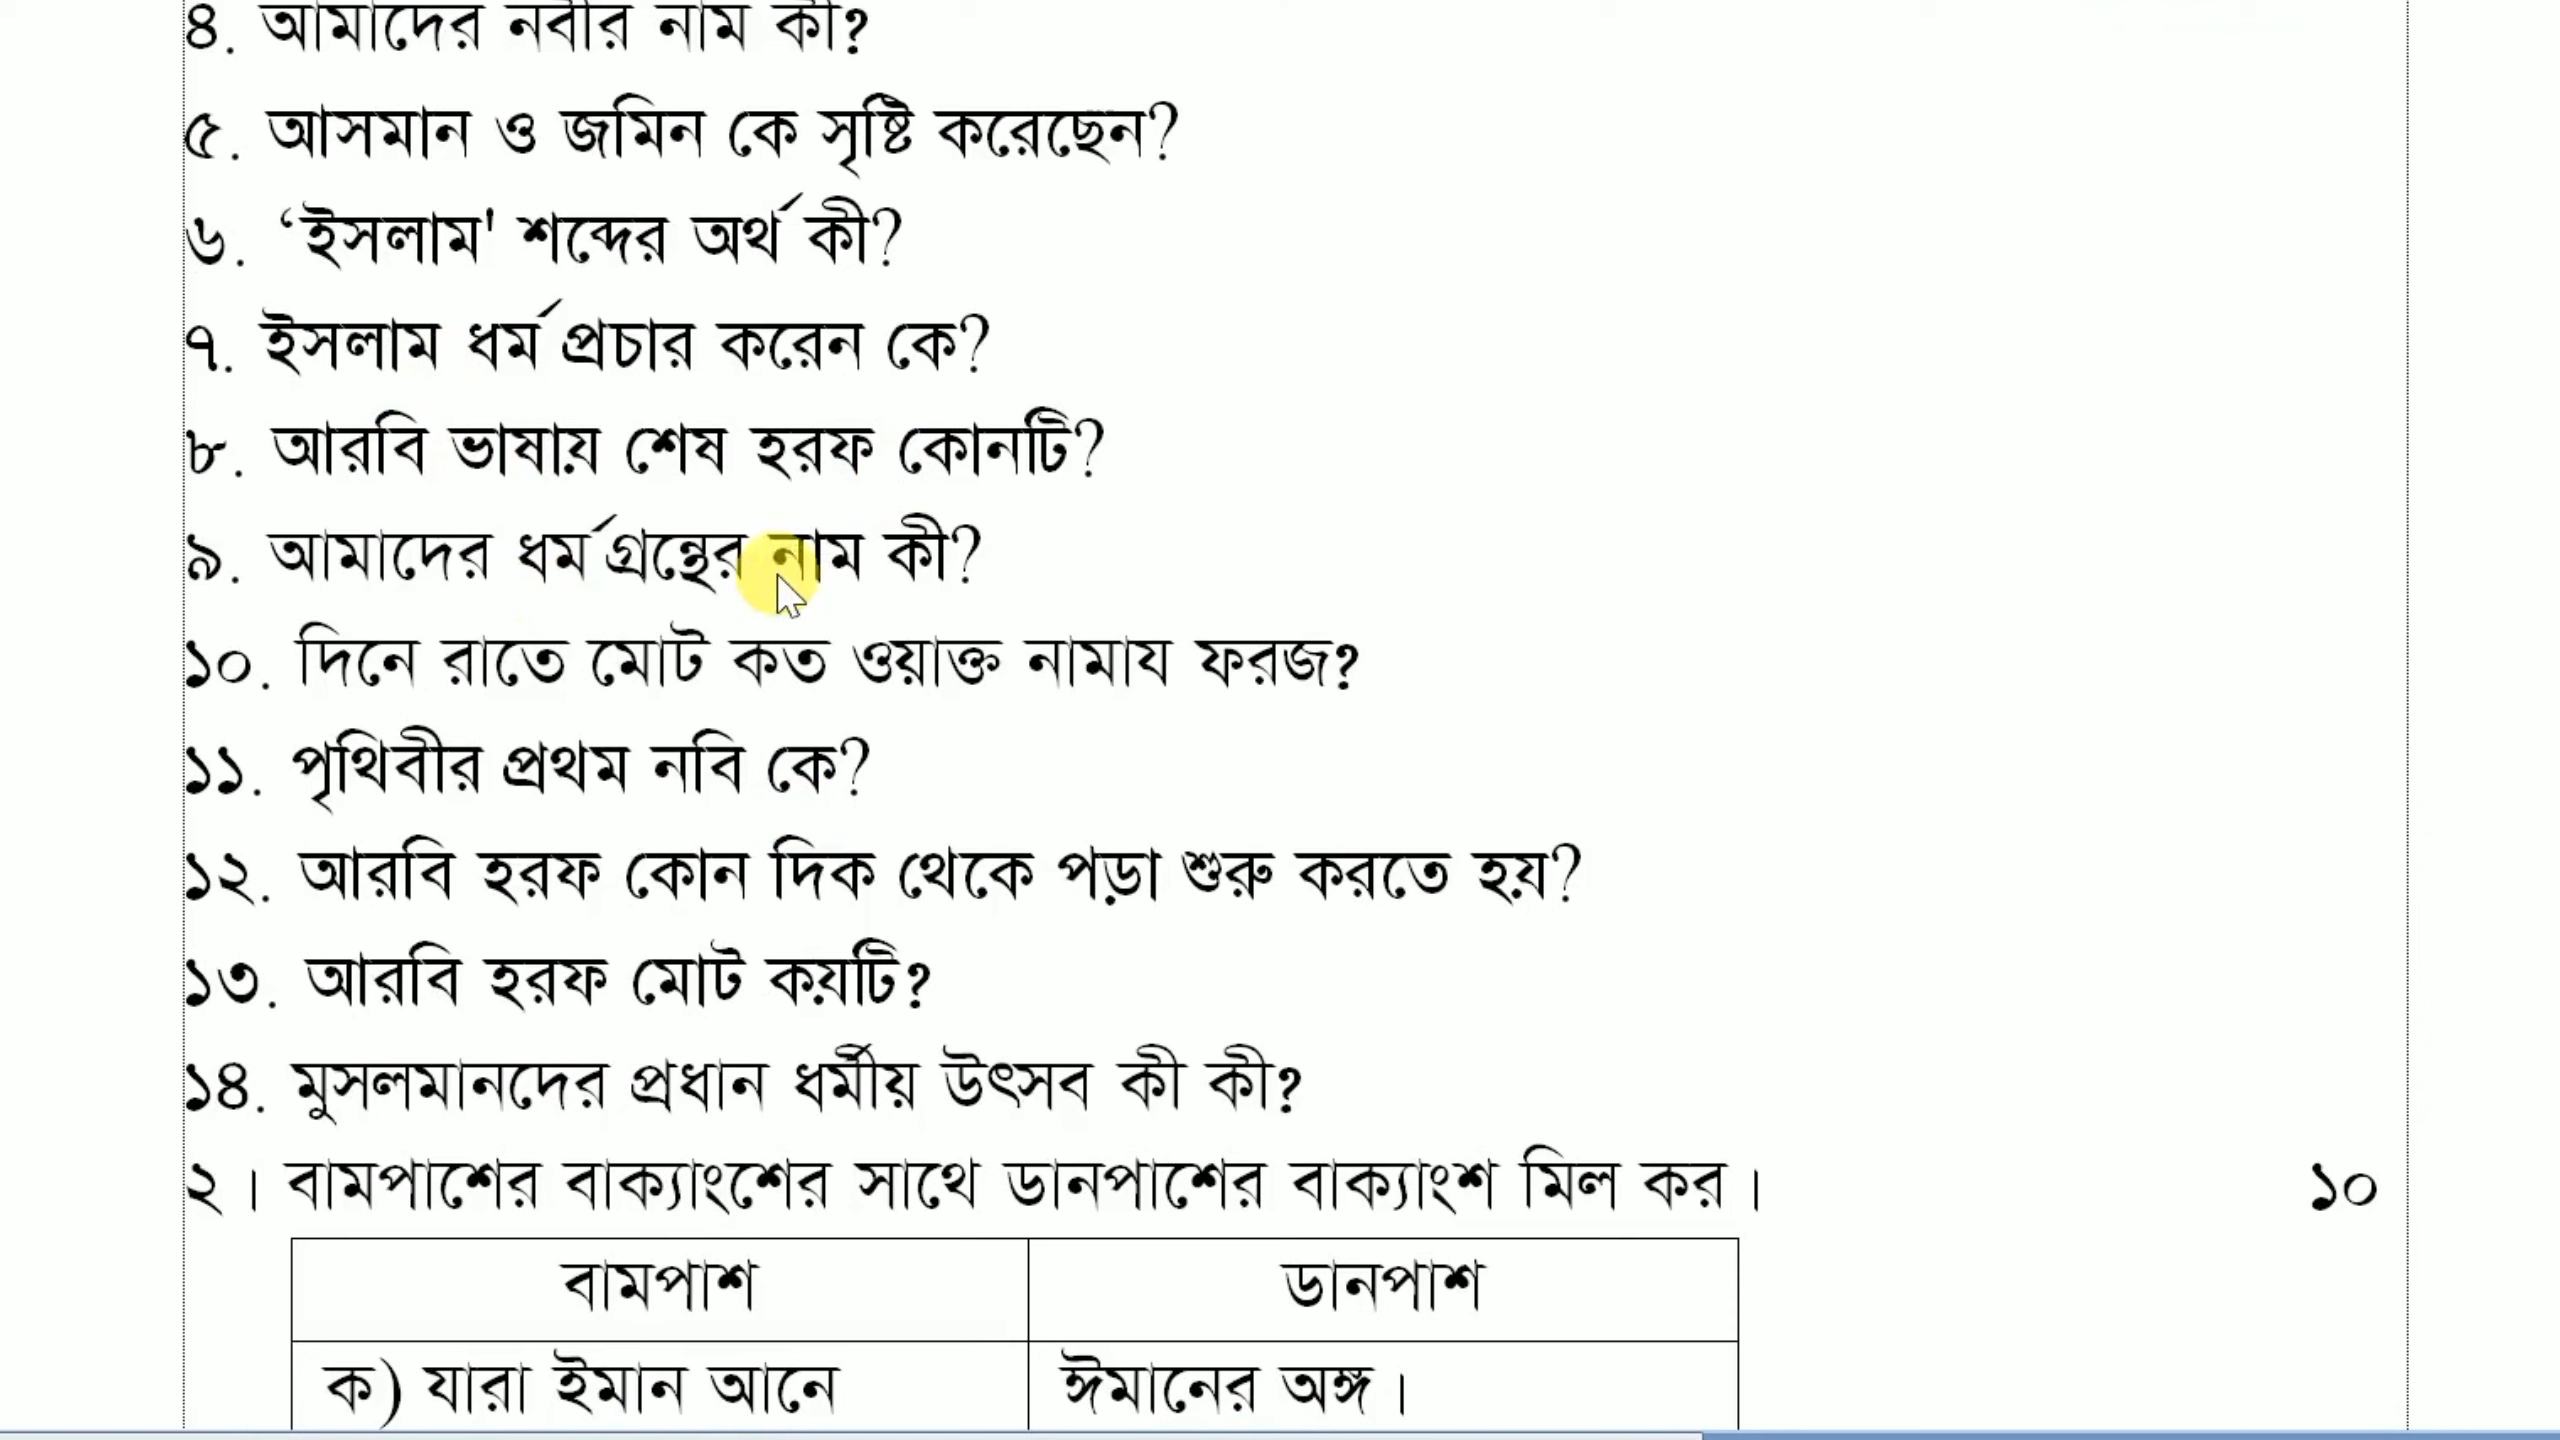 ৪. আমাদের নবীর নাম কী?
৫. আসমান ও জমিন কে সৃষ্টি করেছেন?
৬. ‘ইসলাম' শব্দের অর্থ কী?
৭. ইসলাম ধর্ম প্রচার করেন কে?
৮. আরবি ভাষায় শেষ হরফ কোনটি?
৯. আমাদের ধর্মগ্রন্থের নাম কী?
১০. দিনে রাতে মোট কত ওয়াক্ত নামায ফরজ?
১১. পৃথিবীর প্রথম নবি কে?
১২. আরবি হরফ কোন দিক থেকে পড়া শুরু করতে হয়?
১৩. আরবি হরফ মোট কয়টি?
১৪. মুসলমানদের প্রধান ধর্মীয় উৎসব কী কী?
২। বামপাশের বাক্যাংশের সাথে ডানপাশের বাক্যাংশ মিল কর। ১০
বামপাশ ডানপাশ
ক) যারা ইমান আনে ঈমানের অঙ্গ।